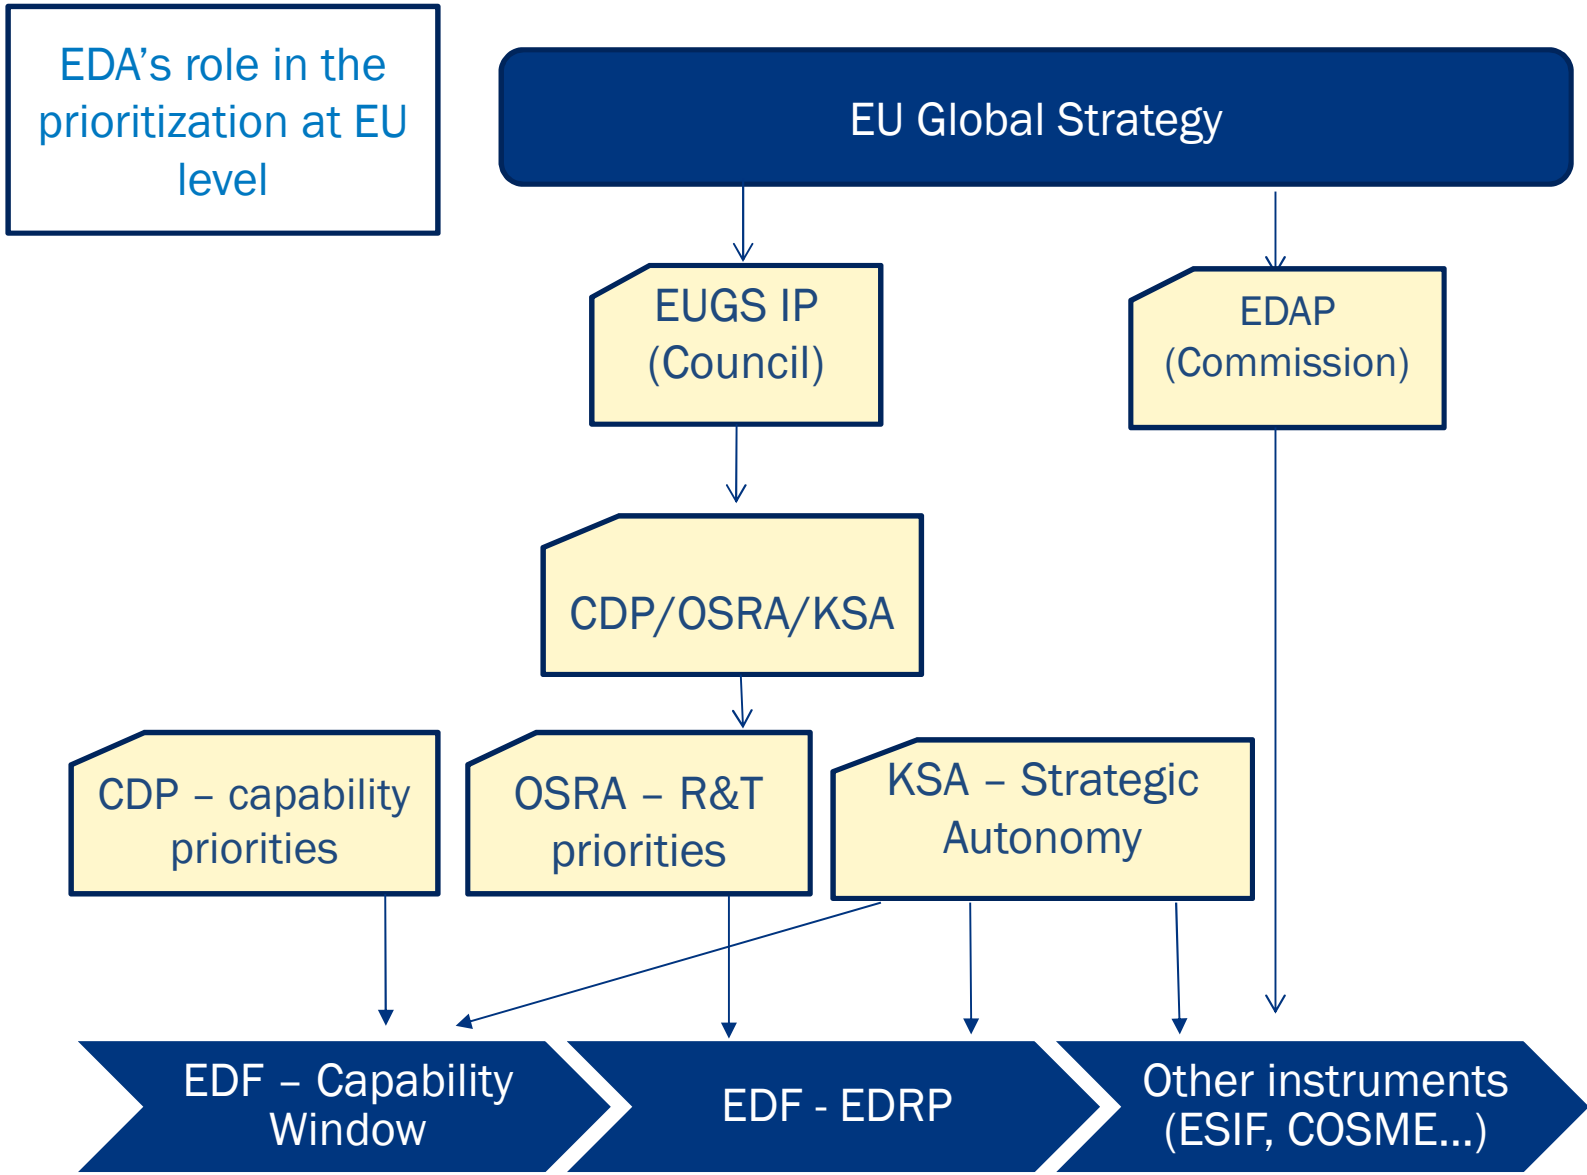 EDA’s role in the
prioritization at EU
level
EU Global Strategy
EUGS IP
(Council)
EDAP
(Commission)
CDP/OSRA/KSA
CDP – capability
priorities
OSRA – R&T
priorities
KSA – Strategic
Autonomy
EDF – Capability
Window
EDF - EDRP
Other instruments
(ESIF, COSME…)